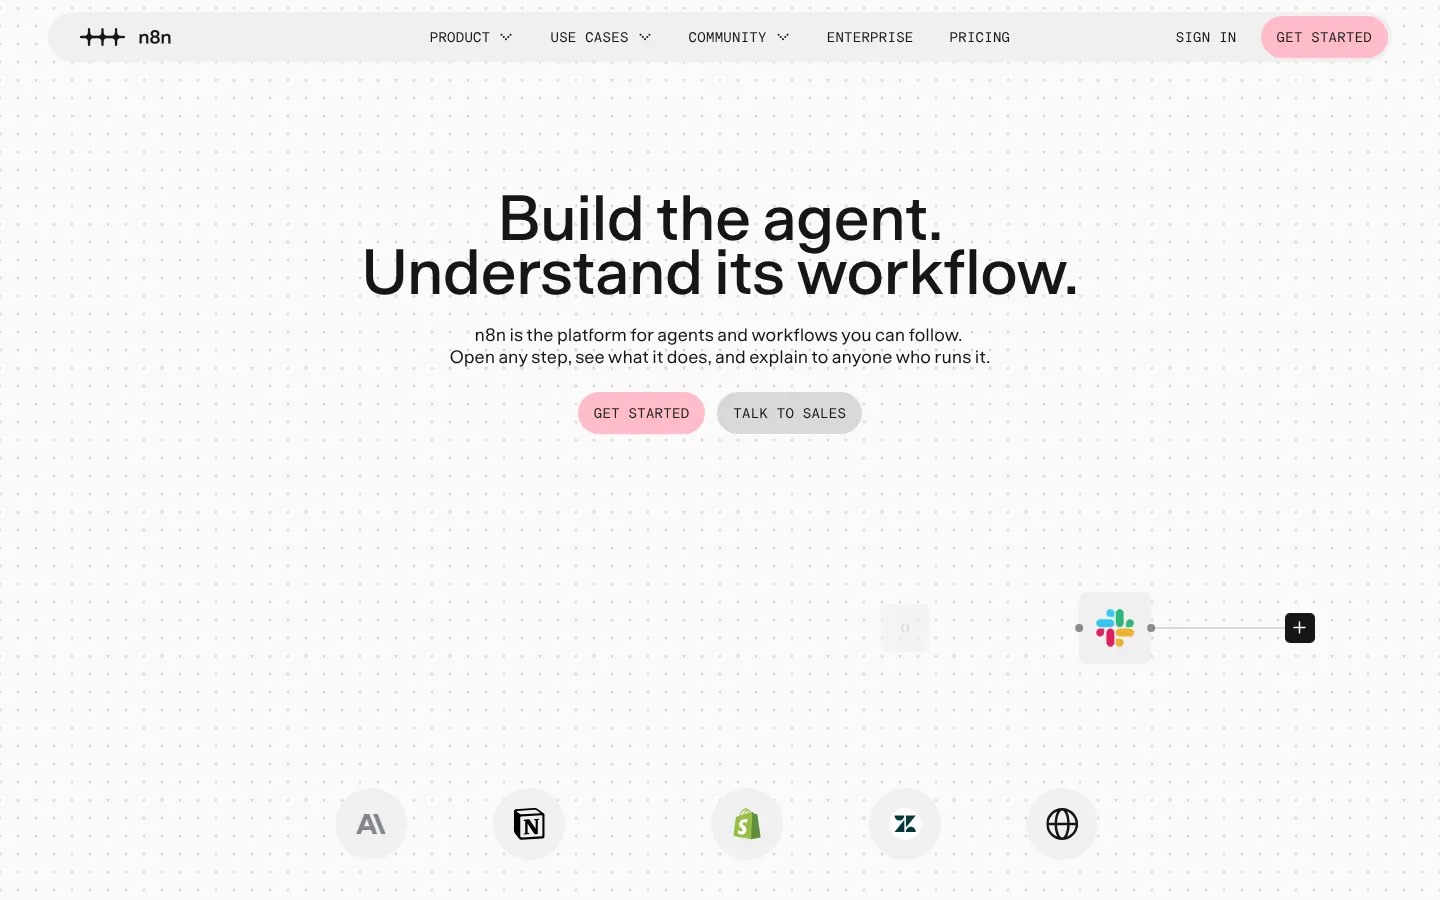 n8n
PRODUCT
USE CASES
COMMUNITY
ENTERPRISE
PRICING
SIGN IN
GET STARTED
Build the agent.
Understand its workflow.
n8n is the platform for agents and workflows you can follow.
Open any step, see what it does, and explain to anyone who runs it.
GET STARTED
TALK TO SALES